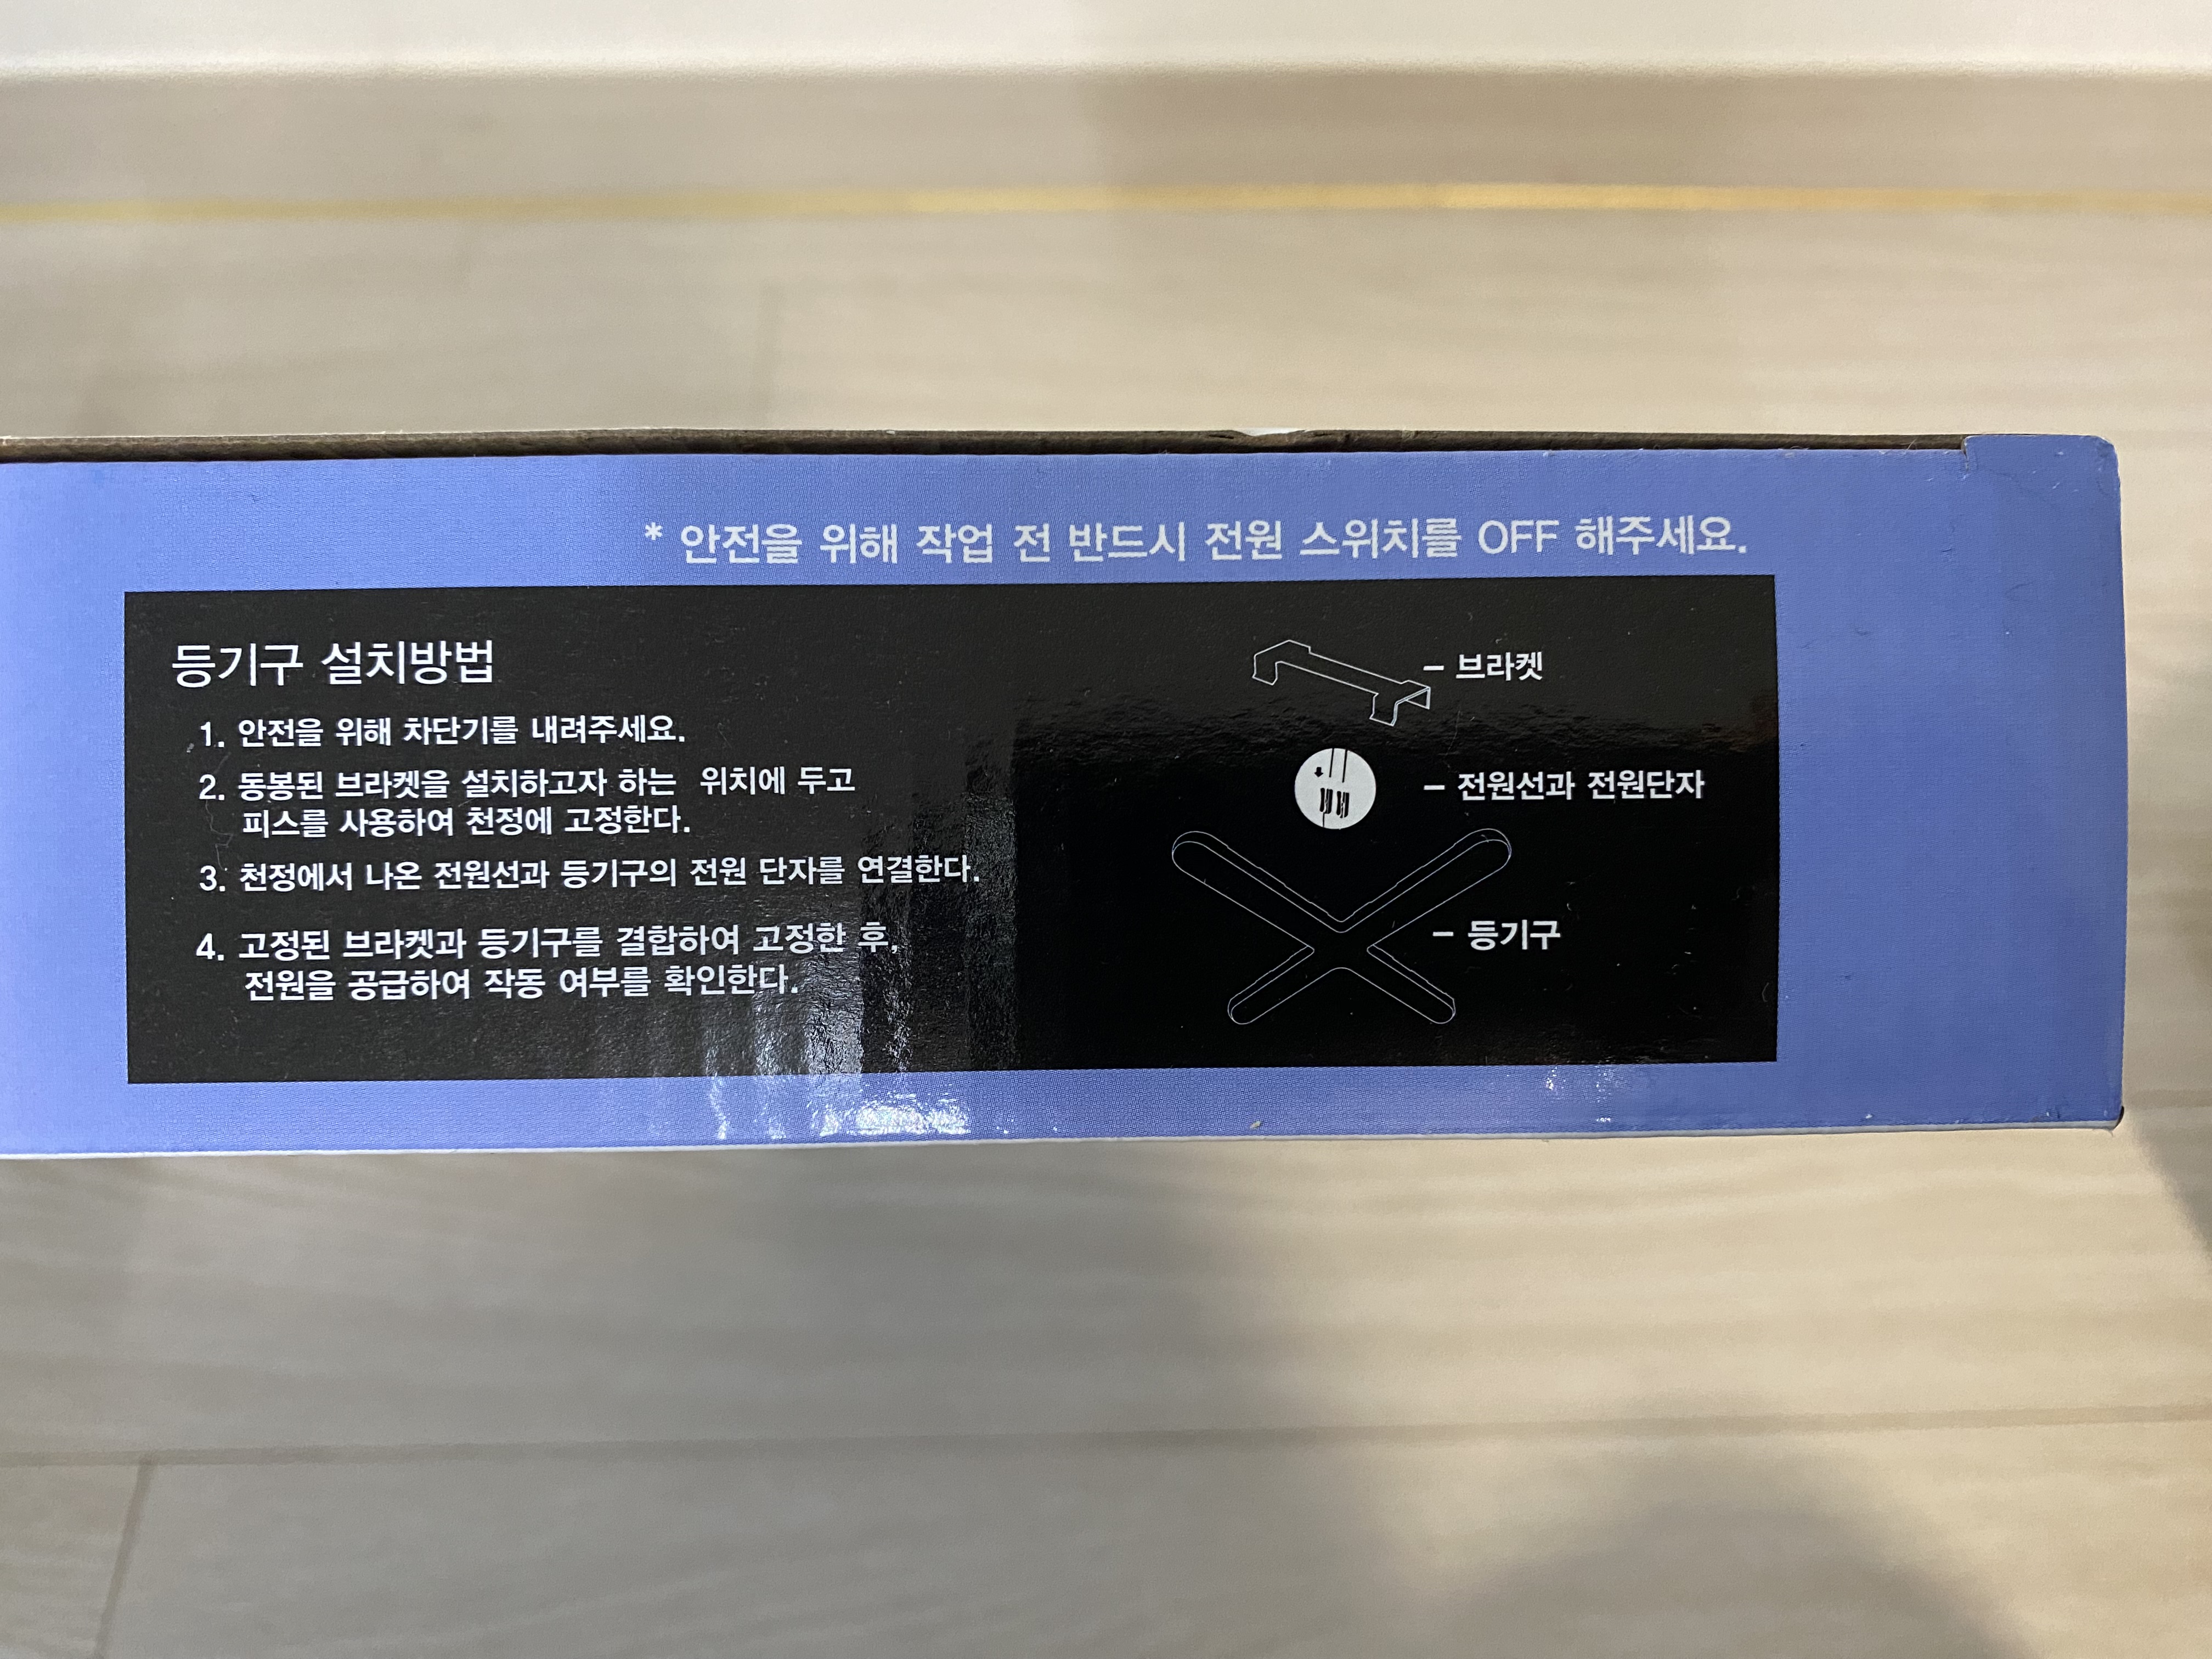 * 안전을 위해 작업 전 반드시 전원 스위치를 OFF 해주세요.
등기구 설치방법
1. 안전을 위해 차단기를 내려주세요.
2. 동봉된 브라켓을 설치하고자 하는 위치에 두고
피스를 사용하여 천정에 고정한다.
3. 천정에서 나온 전원선과 등기구의 전원 단자를 연결한다.
4. 고정된 브라켓과 등기구를 결합하여 고정한 후,
전원을 공급하여 작동 여부를 확인한다.
– 브라켓
– 전원선과 전원단자
– 등기구